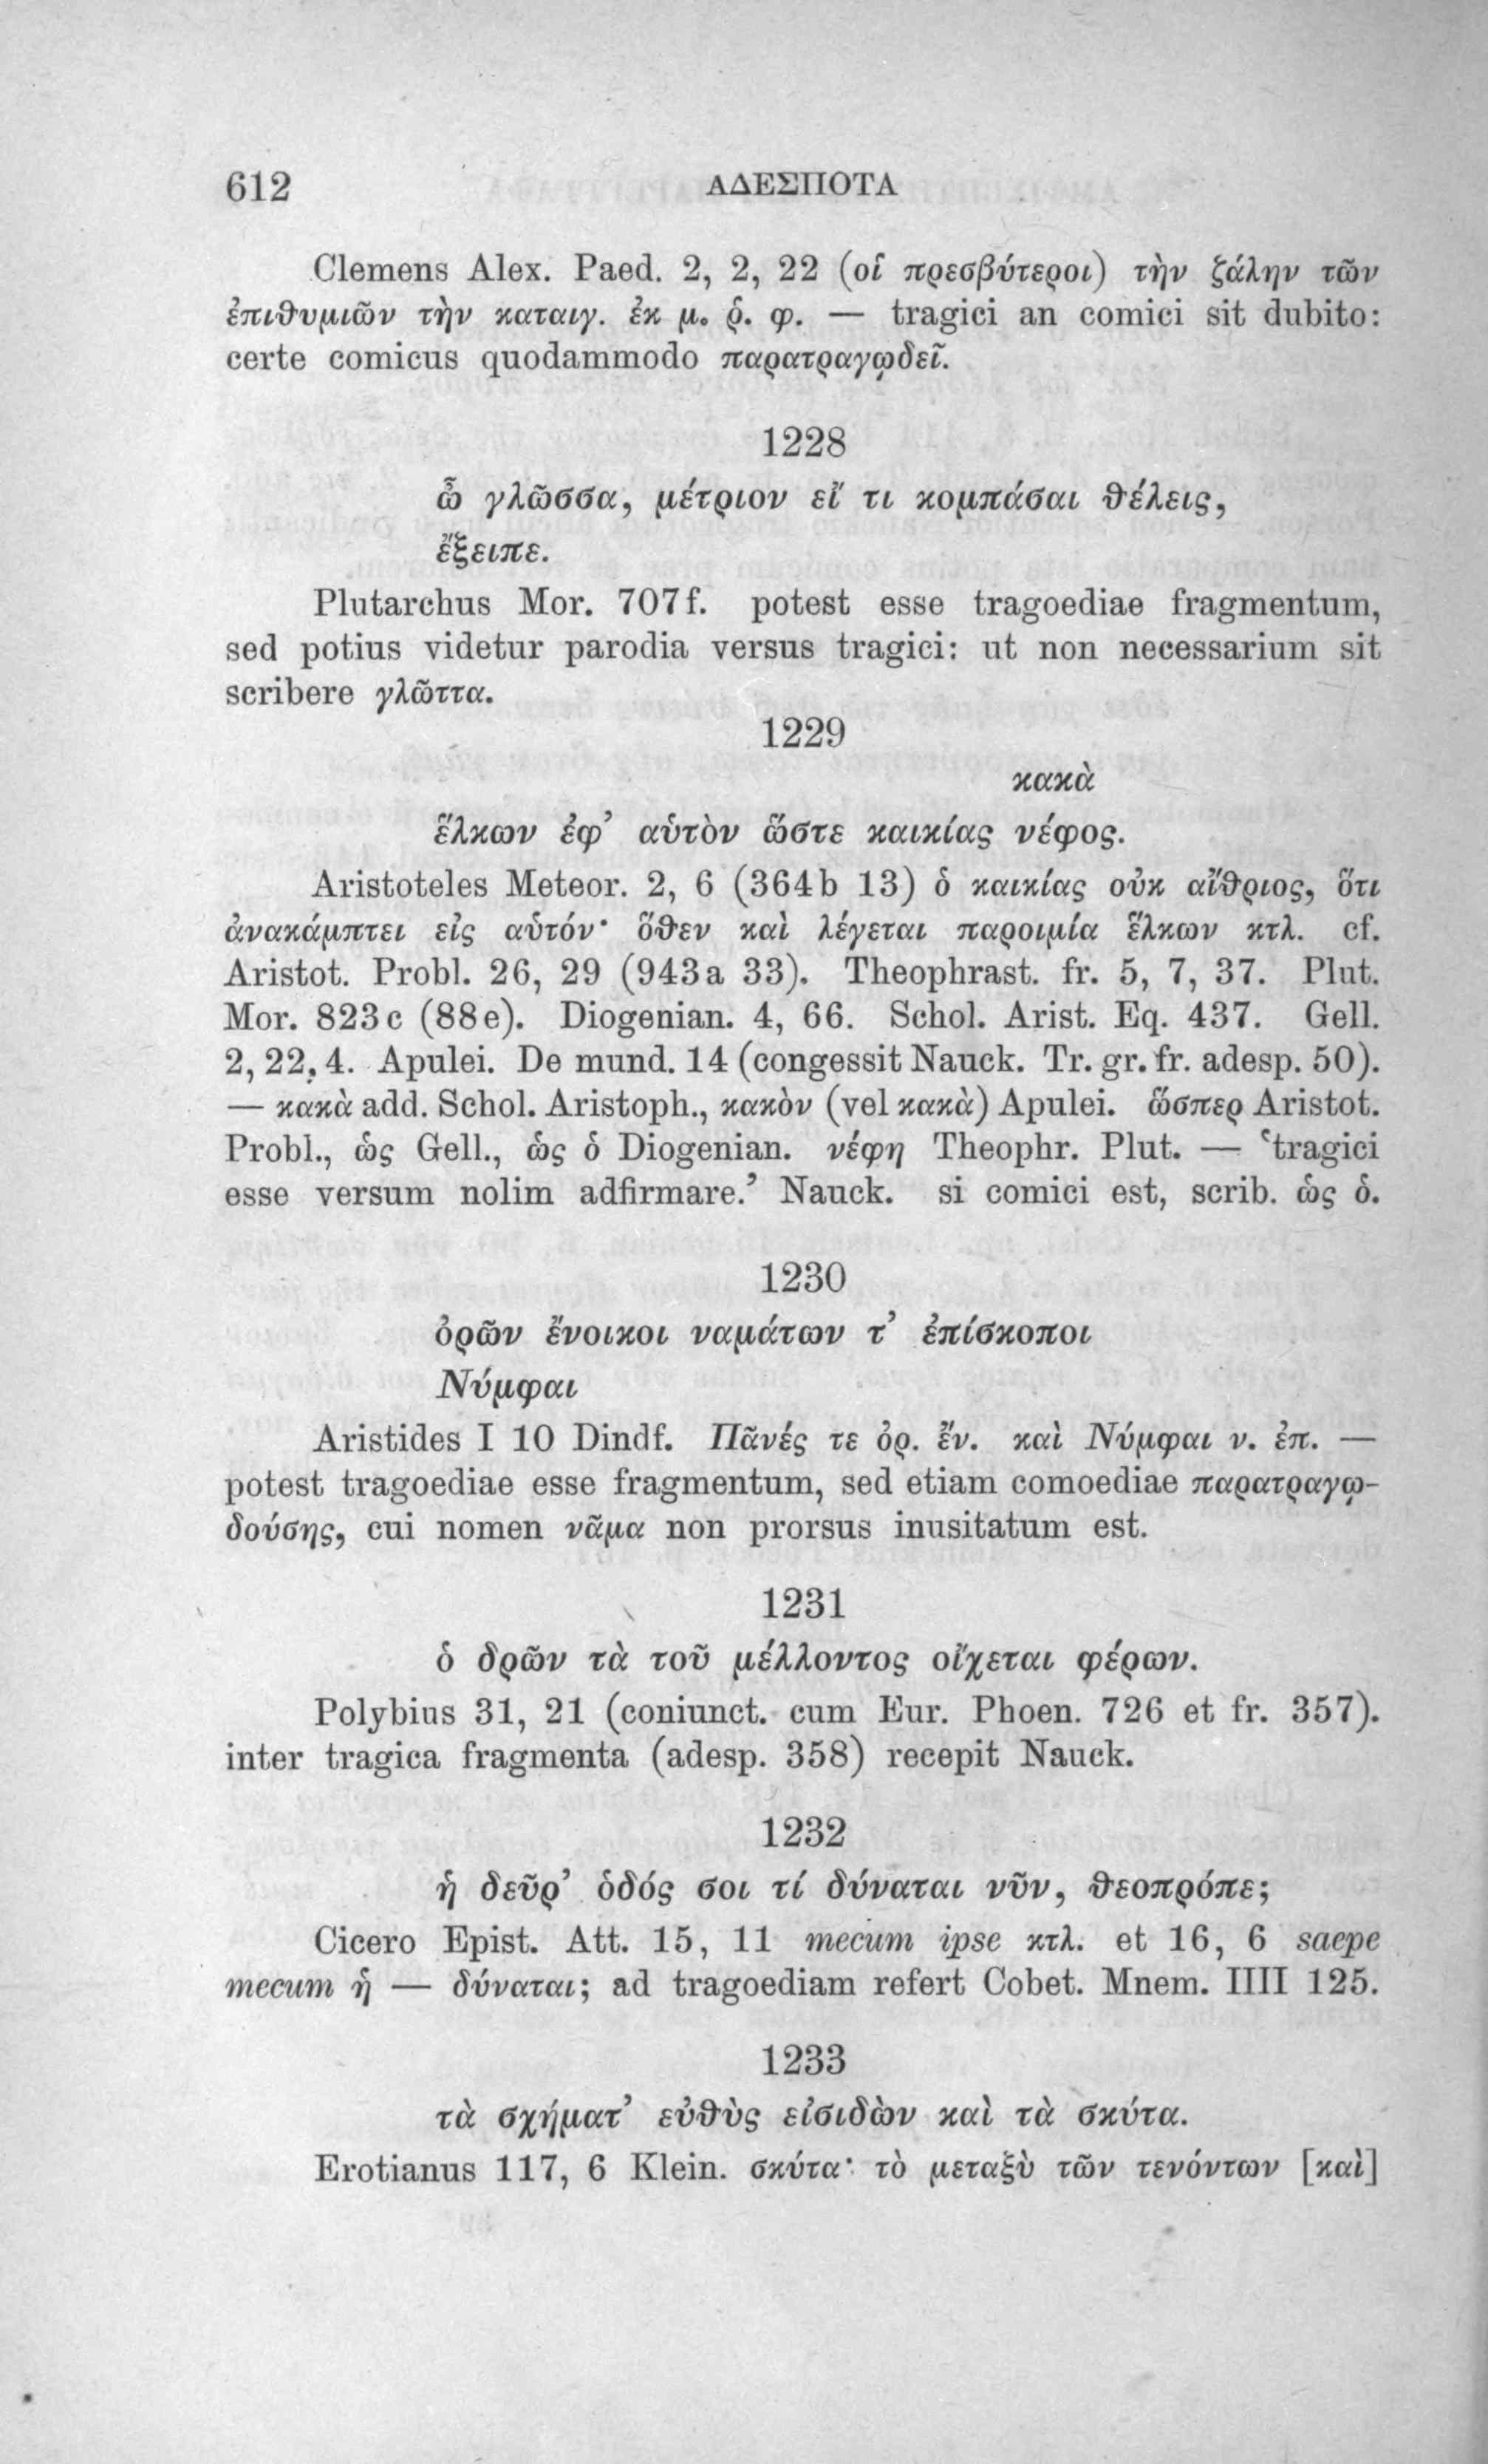 612 ΑΔΕΣΠΟΤΑ
Clemens Alex. Paed. 2, 2, 22 (οἱ πρεσβύτεροι) τὴν ζάλην τῶν
ἐπιθυμιῶν τὴν καταιγ. ἐκ μ. ῥ. φ. — tragici an comici sit dubito:
certe comicus quodammodo παρατραγῳδεῖ.
1228
ὦ γλῶσσα, μέτριον εἴ τι κομπάσαι θέλεις,
ἔξειπε.
Plutarchus Mor. 707f. potest esse tragoediae fragmentum,
sed potius videtur parodia versus tragici: ut non necessarium sit
scribere γλῶττα.
1229
κακὰ
ἕλκων ἐφ’ αὑτὸν ὥστε καικίας νέφος.
Aristoteles Meteor. 2, 6 (364b 13) ὁ καικίας οὐκ αἴθριος, ὅτι
ἀνακάμπτει εἰς αὑτόν· ὅθεν καὶ λέγεται παροιμία ἕλκων κτλ. cf.
Aristot. Probl. 26, 29 (943a 33). Theophrast. fr. 5, 7, 37. Plut.
Mor. 823c (88e). Diogenian. 4, 66. Schol. Arist. Eq. 437. Gell.
2, 22, 4. Apulei. De mund. 14 (congessit Nauck. Tr. gr. fr. adesp. 50).
— κακὰ add. Schol. Aristoph., κακὸν (vel κακὰ) Apulei. ὥσπερ Aristot.
Probl., ὡς Gell., ὡς ὁ Diogenian. νέφη Theophr. Plut. — ‘tragici
esse versum nolim adfirmare.’ Nauck. si comici est, scrib. ὡς ὁ.
1230
ὀρῶν ἔνοικοι ναμάτων τ’ ἐπίσκοποι
Νύμφαι
Aristides I 10 Dindf. Πᾶνές τε ὀρ. ἔν. καὶ Νύμφαι ν. ἐπ. —
potest tragoediae esse fragmentum, sed etiam comoediae παρατραγῳ-
δούσης, cui nomen νᾶμα non prorsus inusitatum est.
1231
ὁ δρῶν τὰ τοῦ μέλλοντος οἴχεται φέρων.
Polybius 31, 21 (coniunct. cum Eur. Phoen. 726 et fr. 357).
inter tragica fragmenta (adesp. 358) recepit Nauck.
1232
ἡ δεῦρ’ ὁδός σοι τί δύναται νῦν, θεοπρόπε;
Cicero Epist. Att. 15, 11 mecum ipse κτλ. et 16, 6 saepe
mecum ἡ — δύναται; ad tragoediam refert Cobet. Mnem. IIII 125.
1233
τὰ σχήματ’ εὐθὺς εἰσιδὼν καὶ τὰ σκύτα.
Erotianus 117, 6 Klein. σκύτα· τὸ μεταξὺ τῶν τενόντων [καὶ]